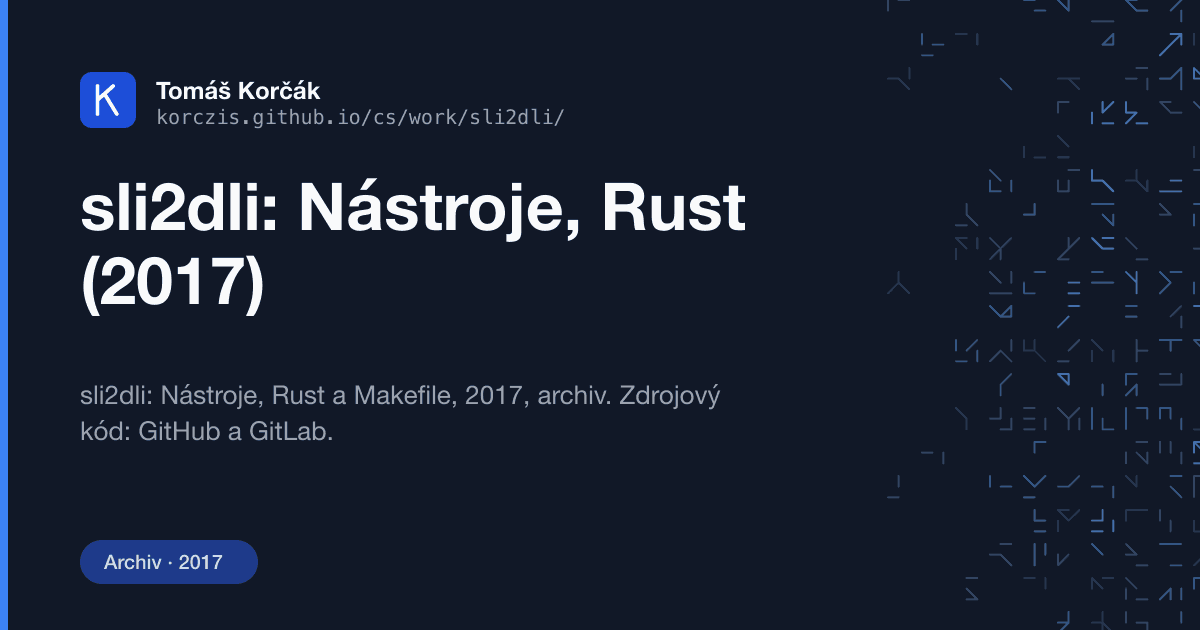 K
Tomáš Korčák
korczis.github.io/cs/work/sli2dli/
sli2dli: Nástroje, Rust
(2017)
sli2dli: Nástroje, Rust a Makefile, 2017, archiv. Zdrojový
kód: GitHub a GitLab.
Archiv · 2017